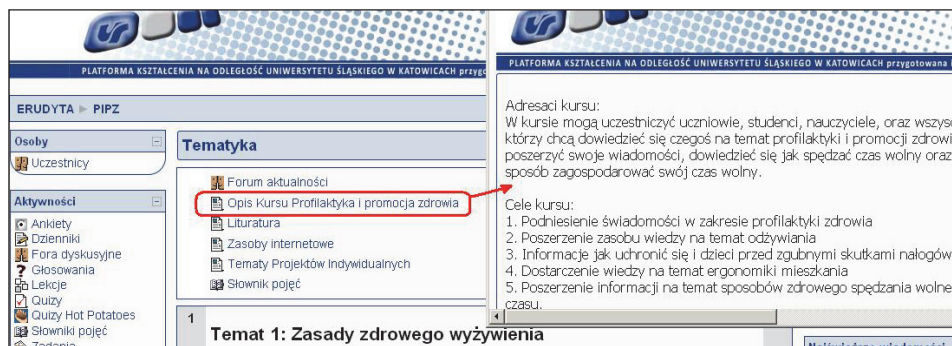 PLATFORMA KSZTAŁCENIA NA ODLEGŁOŚĆ UNIWERSYTETU ŚLĄSKIEGO W KATOWICACH
ERUDYTA ► PIPZ
Osoby
Uczestnicy
Aktywności
Ankiety
Dzienniki
Fora dyskusyjne
Głosowania
Lekcje
Quizy
Quizy Hot Potatoes
Słowniki pojęć
Zadania
Tematyka
Forum aktualności
Opis Kursu Profilaktyka i promocja zdrowia
Lituratura
Zasoby internetowe
Tematy Projektów Indywidualnych
Słownik pojęć
1
Temat 1: Zasady zdrowego wyżywienia
PLATFORMA KSZTAŁCENIA NA ODLEGŁOŚĆ UNIWERSYTETU ŚLĄSKIEGO W KATOWICACH przygotowana
Adresaci kursu:
W kursie mogą uczestniczyć uczniowie, studenci, nauczyciele, oraz
którzy chcą dowiedzieć się czegoś na temat profilaktyki i promocji
poszerzyć swoje wiadomości, dowiedzieć się jak spędzać czas wolny oraz
sposób zagospodarować swój czas wolny.
Cele kursu:
1. Podniesienie świadomości w zakresie profilaktyki zdrowia
2. Poszerzenie zasobu wiedzy na temat odżywiania
3. Informacje jak uchronić się i dzieci przed zgubnymi skutkami nałogów
4. Dostarczenie wiedzy na temat ergonomiki mieszkania
5. Poszerzenie informacji na temat sposobów zdrowego spędzania
czasu.